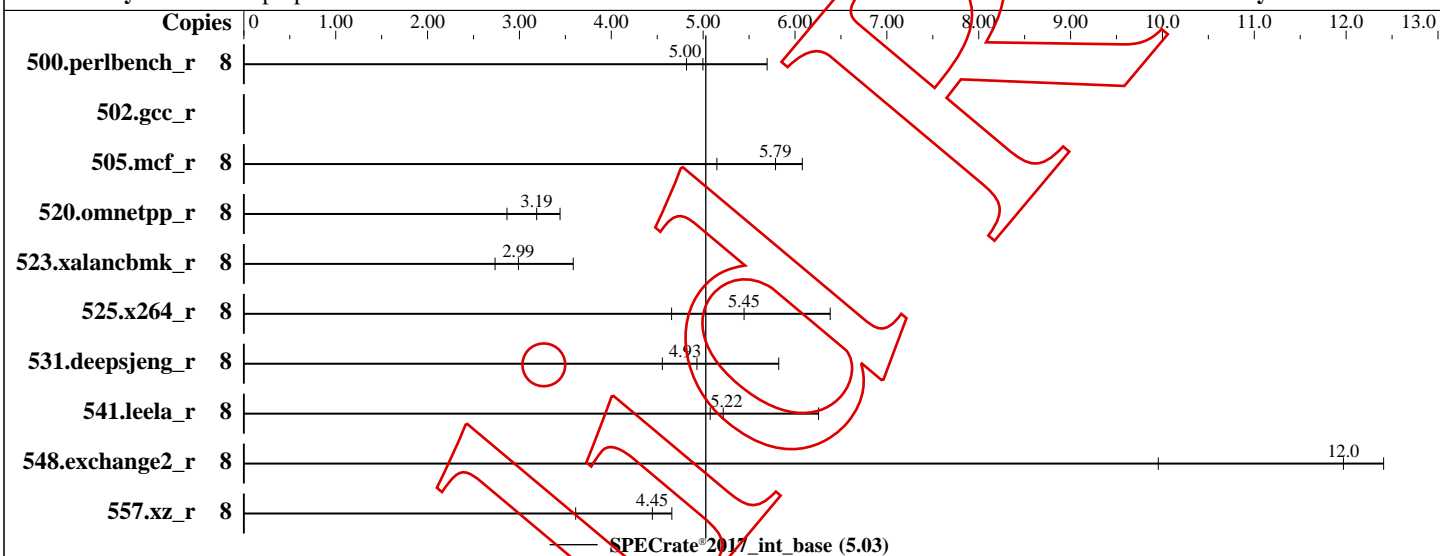 Copies 0 1.00 2.00 3.00 4.00 5.00 6.00 7.00 8.00 9.00 10.0 11.0 12.0 13.0
500.perlbench_r 8 5.00
502.gcc_r
505.mcf_r 8 5.79
520.omnetpp_r 8 3.19
523.xalancbmk_r 8 2.99
525.x264_r 8 5.45
531.deepsjeng_r 8 4.93
541.leela_r 8 5.22
548.exchange2_r 8 12.0
557.xz_r 8 4.45
SPECrate®2017_int_base (5.03)